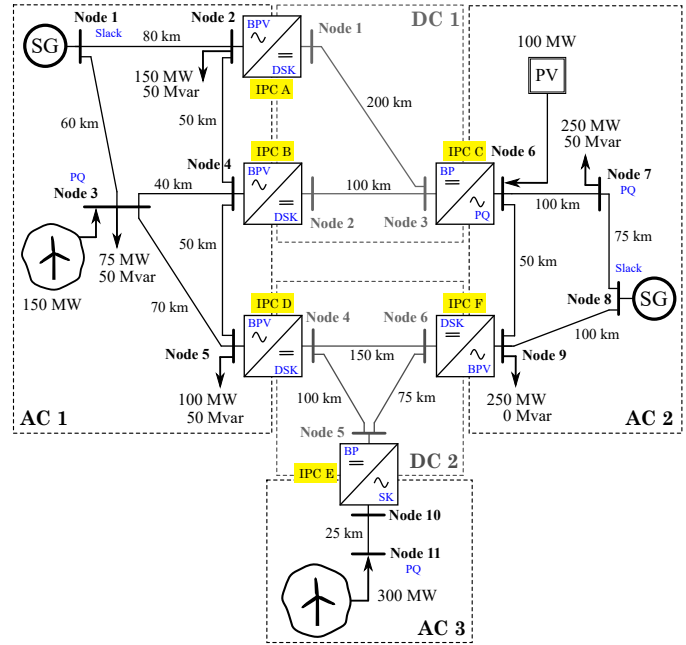 Node 1
Slack
SG
80 km
Node 2
BPV
DSK
IPC A
150 MW
50 Mvar
DC 1
Node 1
200 km
100 MW
PV
60 km
50 km
Node 4
IPC B
BPV
DSK
100 km
Node 2
Node 3
IPC C
BP
PQ
Node 6
250 MW
50 Mvar
Node 7
PQ
100 km
PQ
Node 3
40 km
150 MW
75 MW
50 Mvar
50 km
70 km
50 km
75 km
Slack
Node 8
SG
100 km
IPC D
BPV
DSK
Node 5
100 MW
50 Mvar
AC 1
Node 4
Node 6
150 km
100 km
75 km
Node 5
DC 2
IPC F
DSK
BPV
Node 9
250 MW
0 Mvar
AC 2
IPC E
BP
SK
Node 10
25 km
Node 11
PQ
300 MW
AC 3